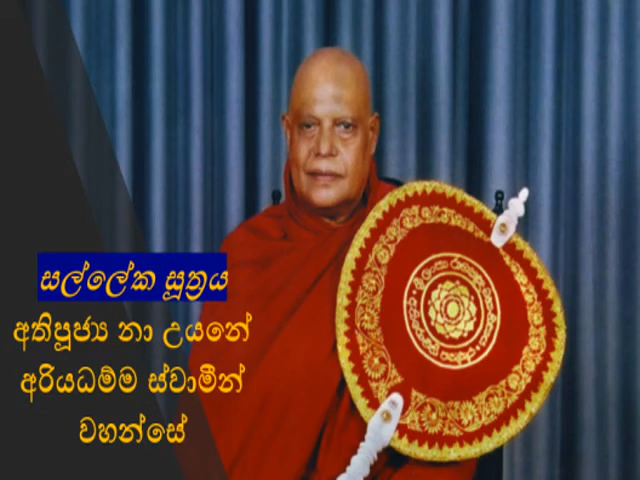 සල්ලේක සූත්‍රය
අතිපූජ්‍ය නා උයනේ
අරියධම්ම ස්වාමීන්
වහන්සේ